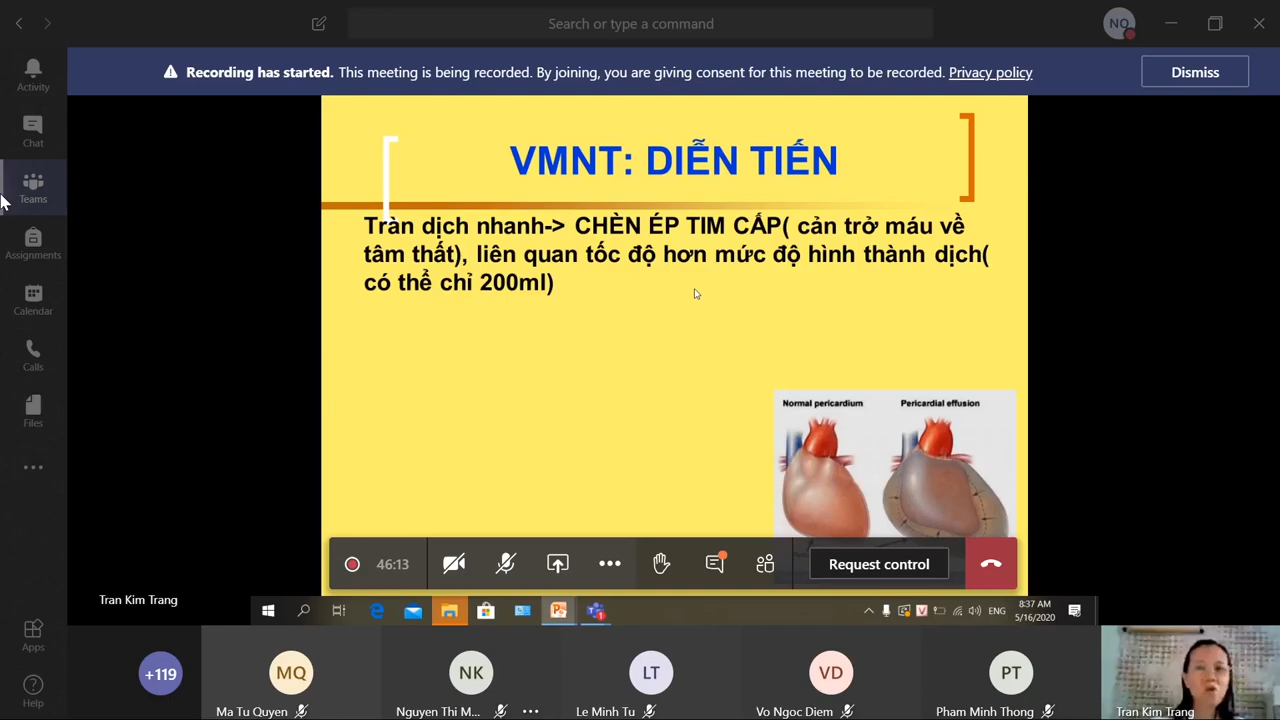 Search or type a command
NQ
Recording has started. This meeting is being recorded. By joining, you are giving consent for this meeting to be recorded. Privacy policy
Dismiss
Activity
Chat
Teams
Assignments
Calendar
Calls
Files
Apps
Help
VMNT: DIỄN TIẾN
Tràn dịch nhanh-> CHÈN ÉP TIM CẤP( cản trở máu về
tâm thất), liên quan tốc độ hơn mức độ hình thành dịch(
có thể chỉ 200ml)
Normal pericardium
Pericardial effusion
46:13
Request control
Tran Kim Trang
V
ENG
8:37 AM
5/16/2020
1
+119
MQ
NK
LT
VD
PT
Ma Tu Quyen
Nguyen Thi M...
Le Minh Tu
Vo Ngoc Diem
Pham Minh Thong
Tran Kim Trang